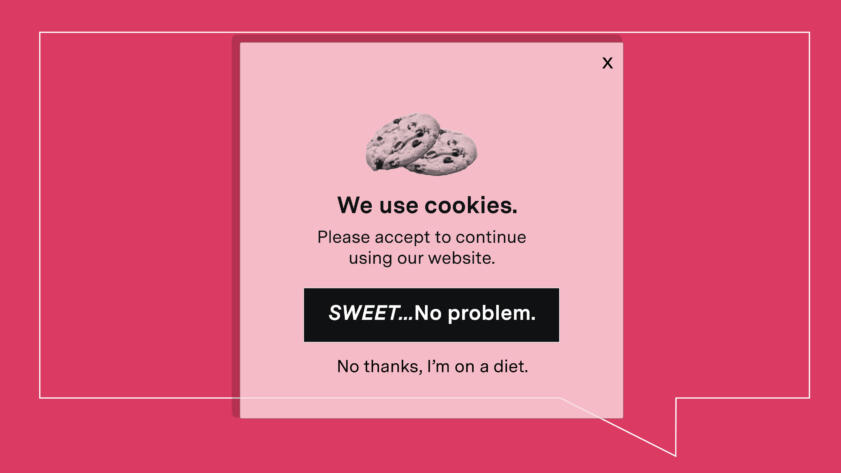 X
We use cookies.
Please accept to continue
using our website.
SWEET...No problem.
No thanks, I’m on a diet.